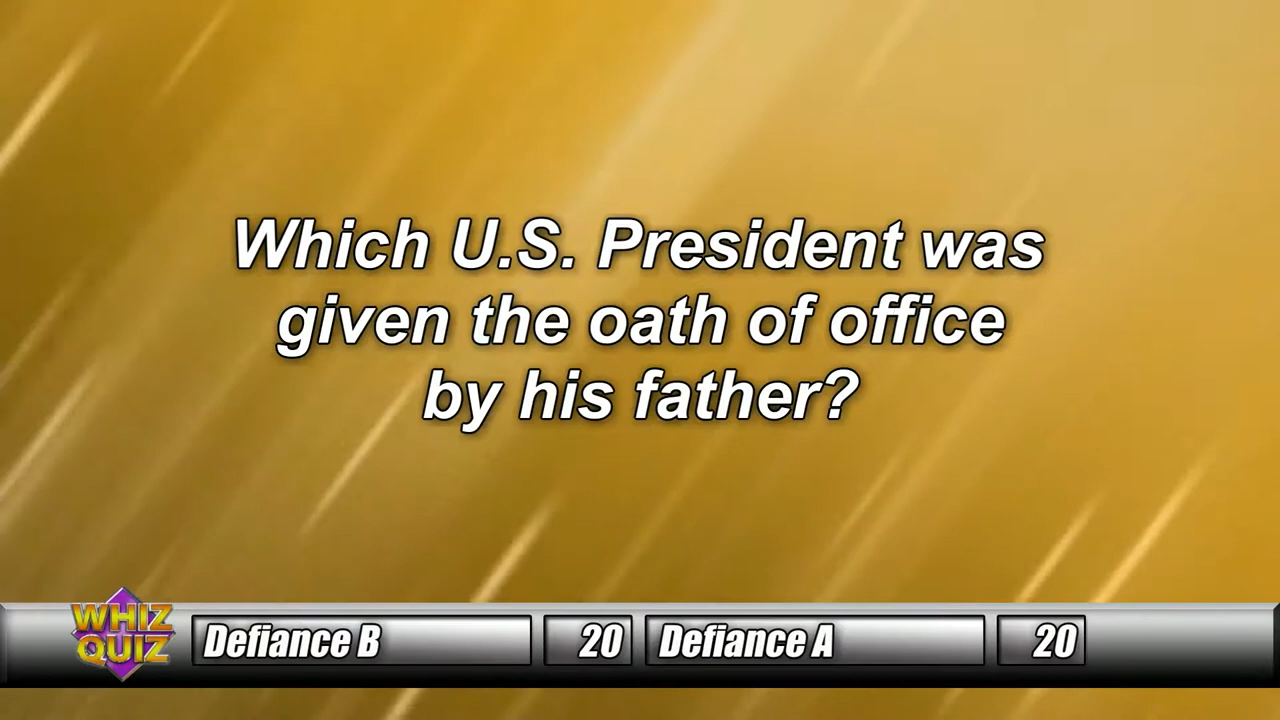 Which U.S. President was
given the oath of office
by his father?
WHIZ
QUIZ
Defiance B
20
Defiance A
20